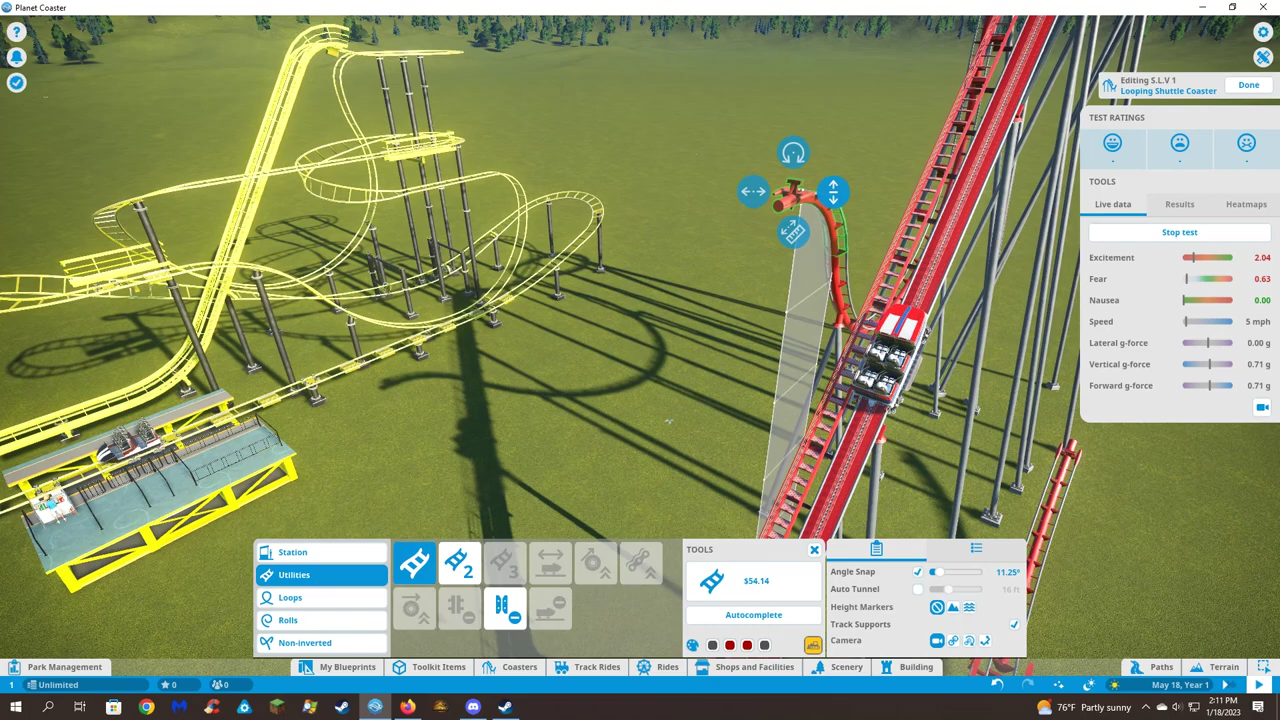 Planet Coaster
Editing S.L.V 1
Looping Shuttle Coaster
Done
TEST RATINGS
- - -
TOOLS
Live data Results Heatmaps
Stop test
Excitement 2.04
Fear 0.63
Nausea 0.00
Speed 5 mph
Lateral g-force 0.00 g
Vertical g-force 0.71 g
Forward g-force 0.71 g
Station
Utilities
Loops
Rolls
Non-inverted
2 3
TOOLS
$54.14
Autocomplete
Angle Snap 11.25°
Auto Tunnel 16 ft
Height Markers
Track Supports
Camera
Park Management My Blueprints Toolkit Items Coasters Track Rides Rides Shops and Facilities Scenery Building Paths Terrain
1 Unlimited 0 0 May 18, Year 1
76°F Partly sunny 2:11 PM
1/18/2023